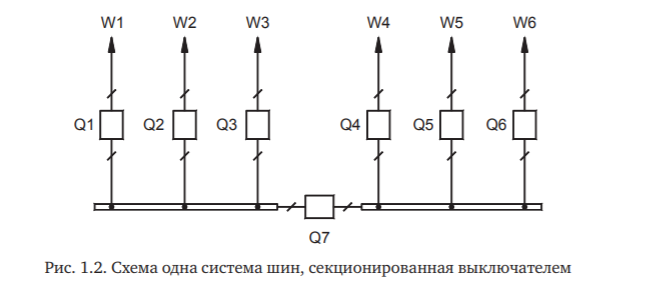 W1 W2 W3 W4 W5 W6
Q1 Q2 Q3 Q4 Q5 Q6
Q7
Рис. 1.2. Схема одна система шин, секционированная выключателем